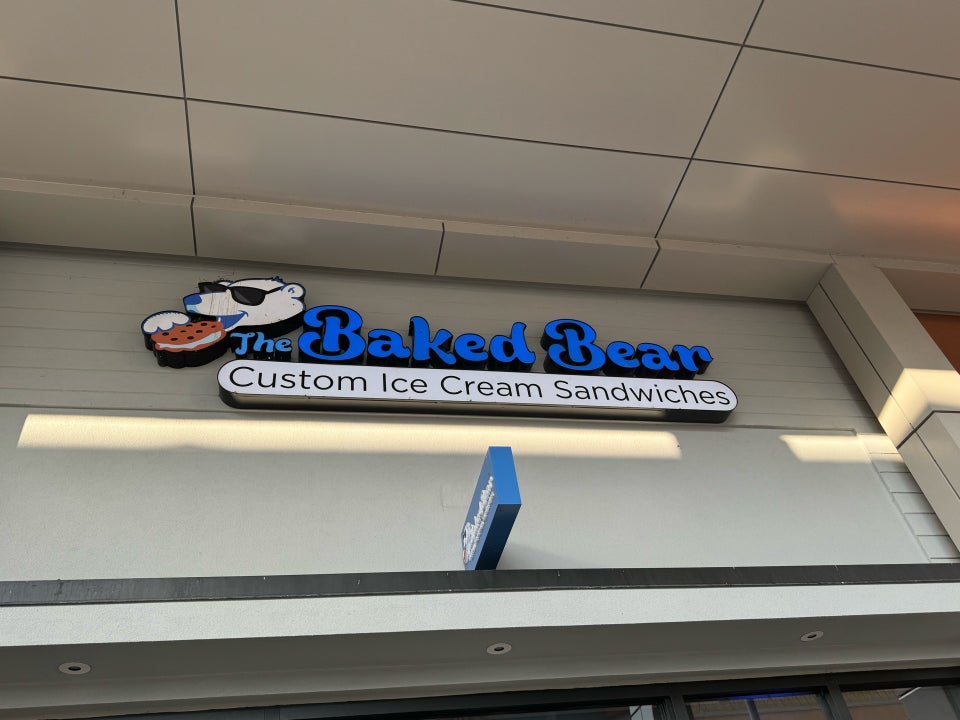 The Baked Bear
Custom Ice Cream Sandwiches